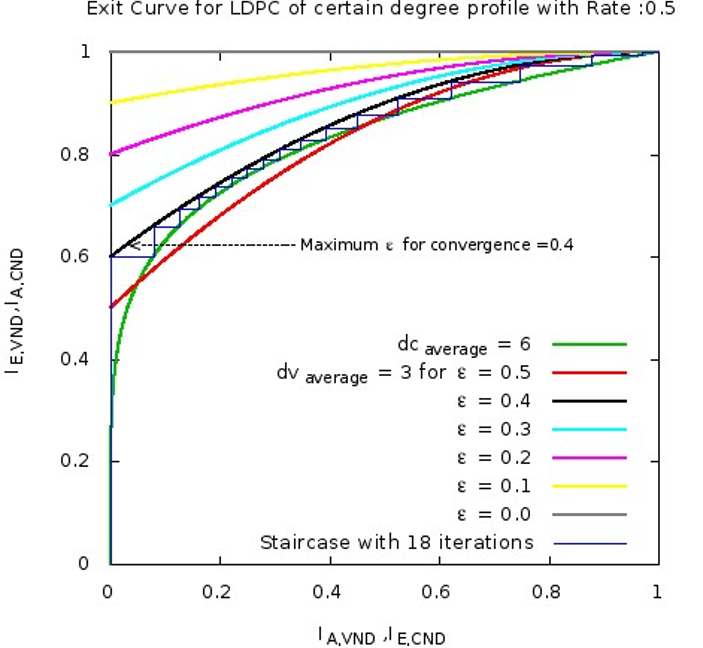 Exit Curve for LDPC of certain degree profile with Rate :0.5
1
0.8
0.6
0.4
0.2
0
I E,VND ,I A,CND
Maximum ε for convergence =0.4
dc average = 6
dv average = 3 for ε = 0.5
ε = 0.4
ε = 0.3
ε = 0.2
ε = 0.1
ε = 0.0
Staircase with 18 iterations
0 0.2 0.4 0.6 0.8 1
I A,VND ,I E,CND